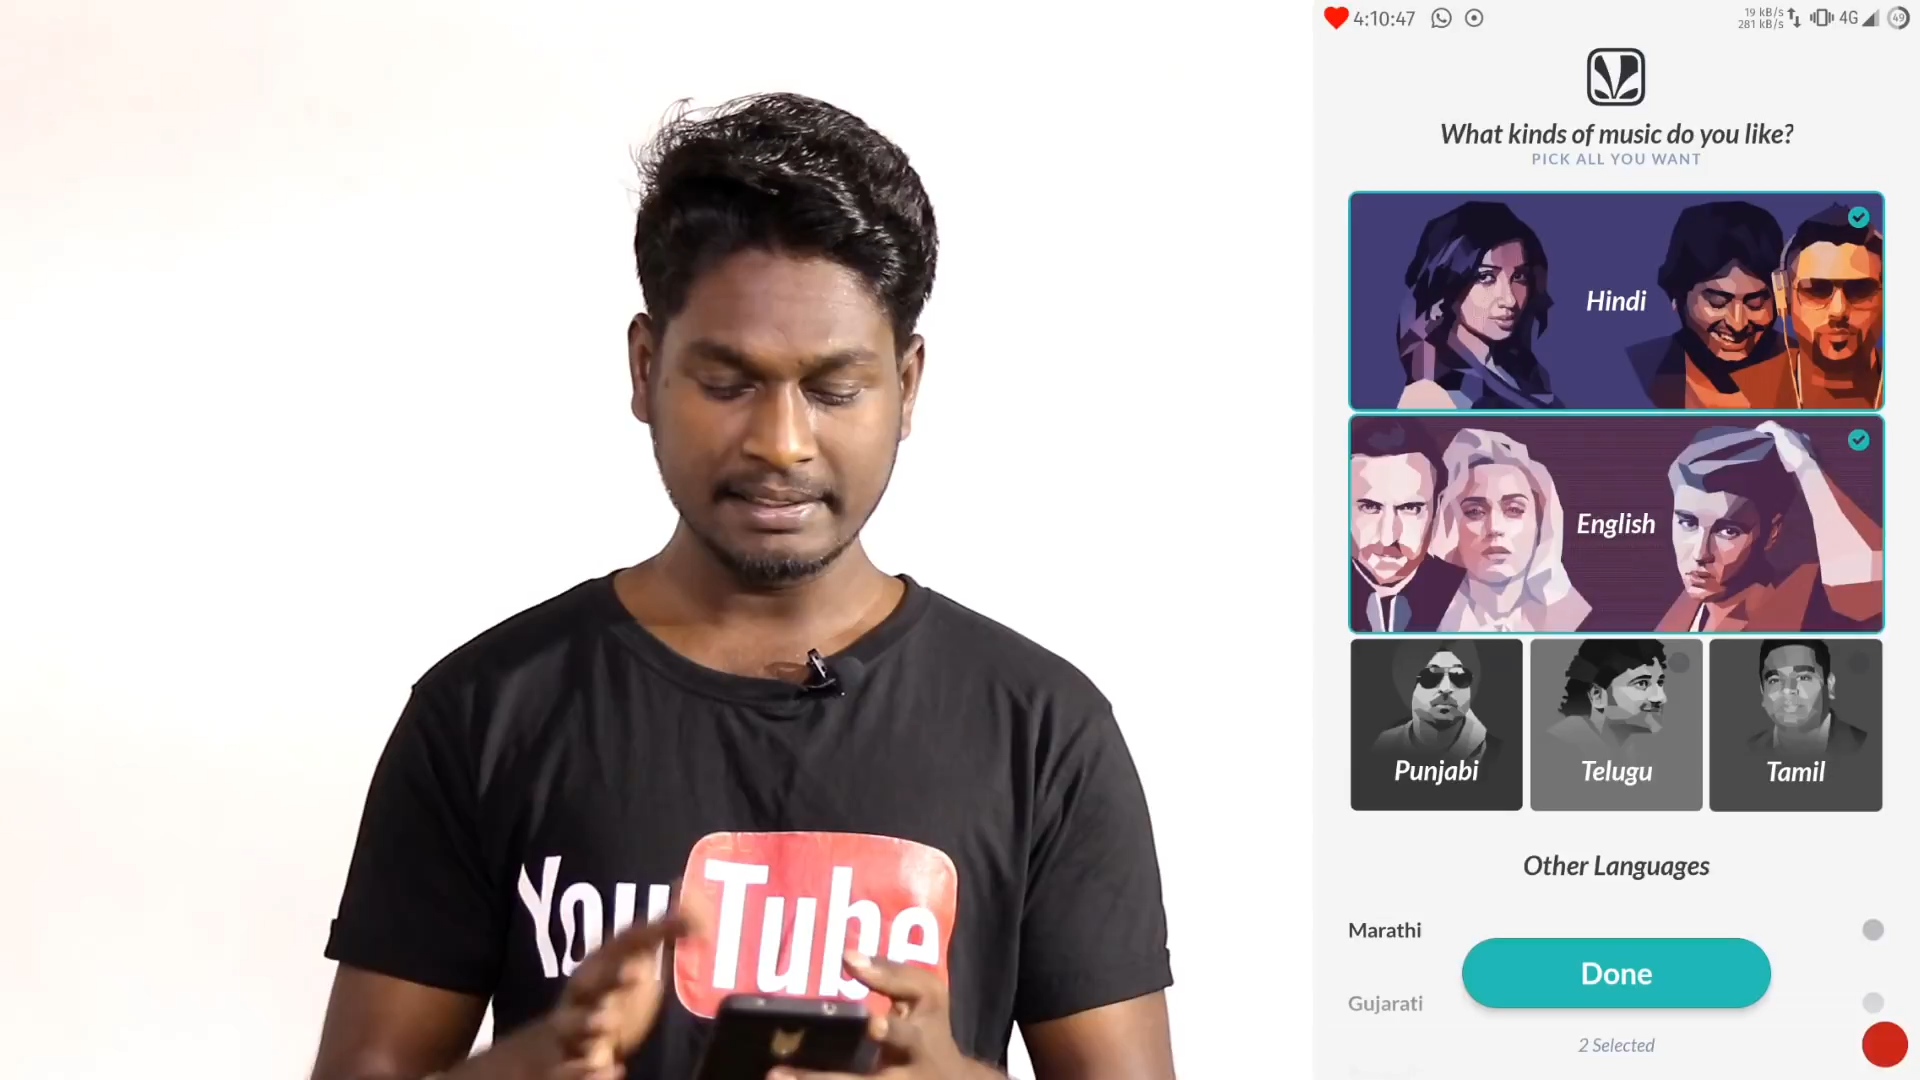 4:10:47
19 kB/s
281 kB/s
4G
49
What kinds of music do you like?
PICK ALL YOU WANT
Hindi
English
Punjabi
Telugu
Tamil
Other Languages
Marathi
Done
Gujarati
2 Selected
YouTube